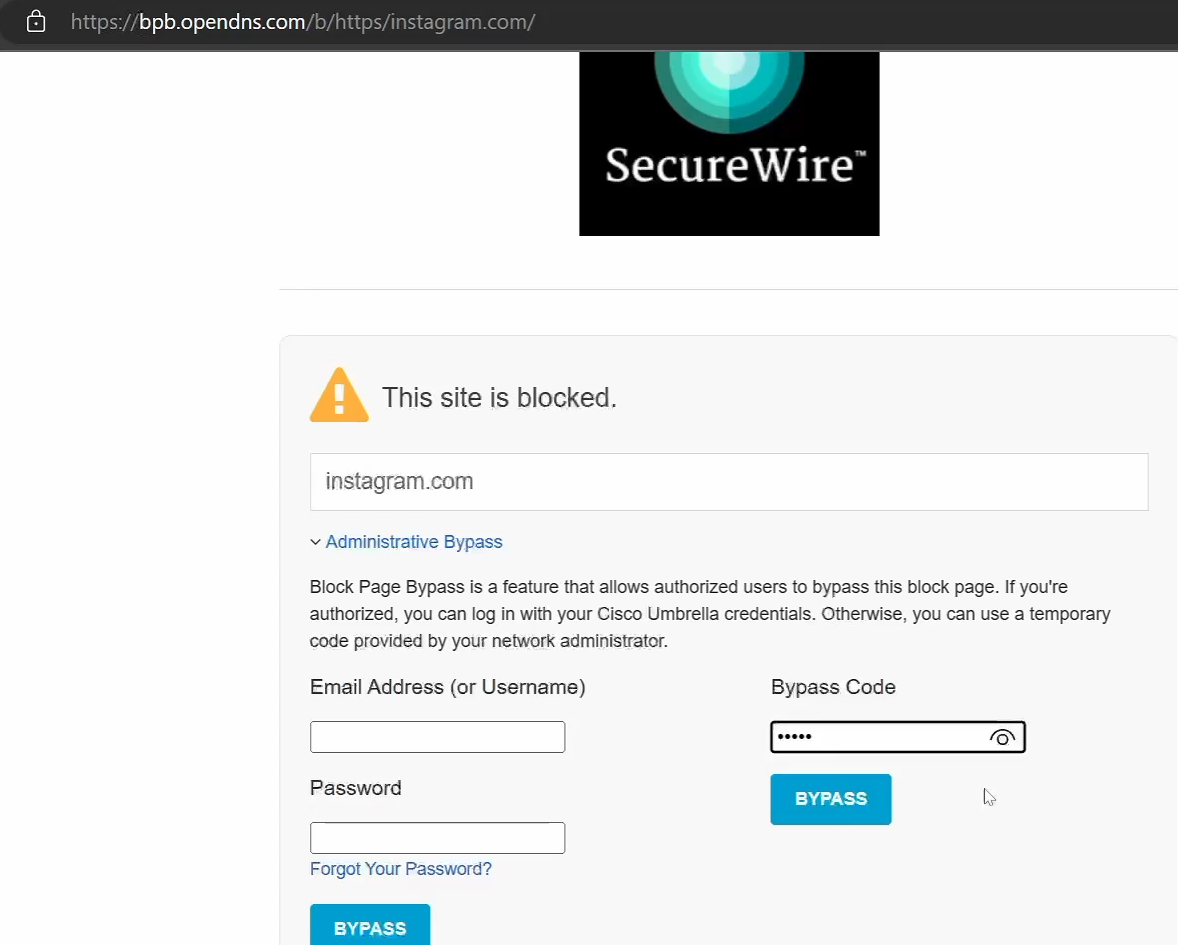 https://bpb.opendns.com/b/https/instagram.com/
SecureWire™
This site is blocked.
instagram.com
Administrative Bypass
Block Page Bypass is a feature that allows authorized users to bypass this block page. If you're
authorized, you can log in with your Cisco Umbrella credentials. Otherwise, you can use a temporary
code provided by your network administrator.
Email Address (or Username)
Password
Forgot Your Password?
BYPASS
Bypass Code
•••••
BYPASS